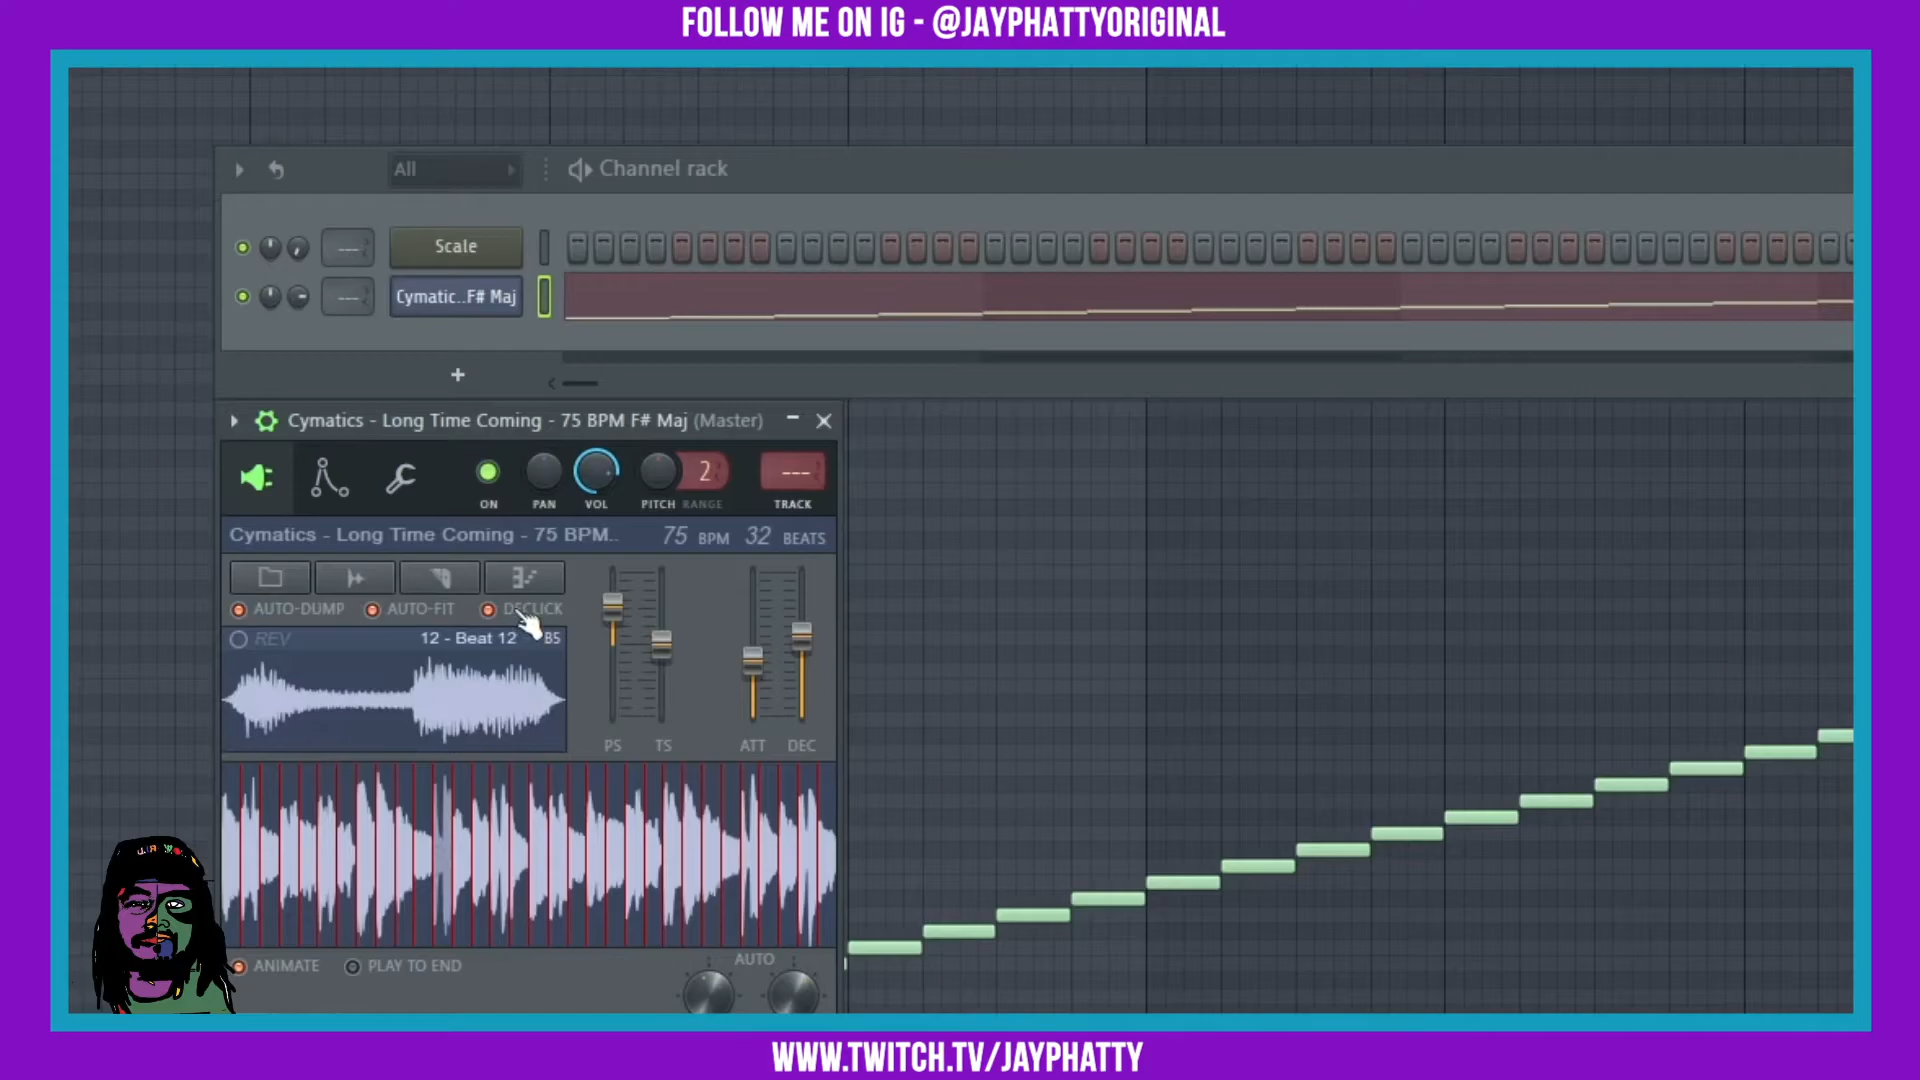 FOLLOW ME ON IG - @JAYPHATTYORIGINAL
All
Channel rack
--- Scale
--- Cymatic..F# Maj
+
Cymatics - Long Time Coming - 75 BPM F# Maj (Master)
2
---
ON PAN VOL PITCH RANGE TRACK
Cymatics - Long Time Coming - 75 BPM.. 75 BPM 32 BEATS
AUTO-DUMP AUTO-FIT DECLICK
REV 12 - Beat 12 B5
PS TS ATT DEC
AUTO
ANIMATE PLAY TO END
WWW.TWITCH.TV/JAYPHATTY